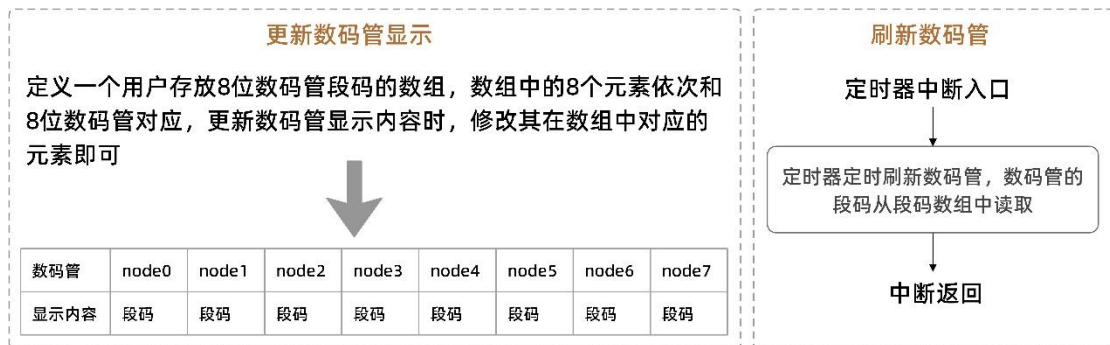 更新数码管显示
定义一个用户存放8位数码管段码的数组，数组中的8个元素依次和
8位数码管对应，更新数码管显示内容时，修改其在数组中对应的
元素即可
数码管 node0 node1 node2 node3 node4 node5 node6 node7
显示内容 段码 段码 段码 段码 段码 段码 段码 段码
刷新数码管
定时器中断入口
定时器定时刷新数码管，数码管的
段码从段码数组中读取
中断返回